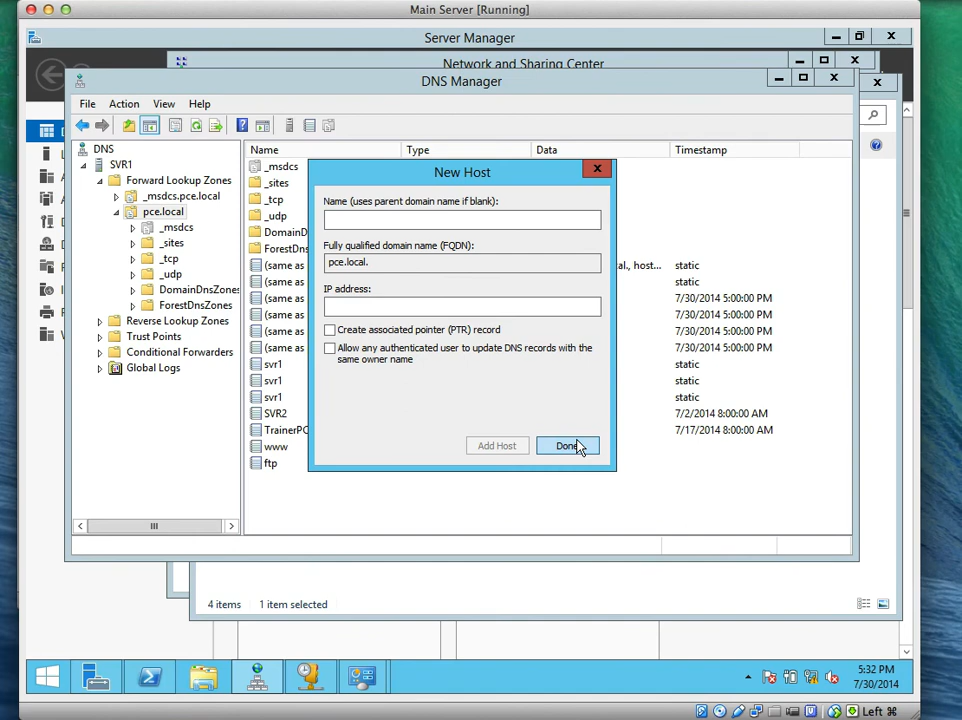 Main Server [Running]
Server Manager
Network and Sharing Center
DNS Manager
File Action View Help
DNS
SVR1
Forward Lookup Zones
_msdcs.pce.local
pce.local
_msdcs
_sites
_tcp
_udp
DomainDnsZones
ForestDnsZones
Reverse Lookup Zones
Trust Points
Conditional Forwarders
Global Logs
Name Type Data Timestamp
_msdcs
_sites
_tcp
_udp
DomainD
ForestDns
(same as al., host... static
(same as static
(same as 7/30/2014 5:00:00 PM
(same as 7/30/2014 5:00:00 PM
(same as 7/30/2014 5:00:00 PM
(same as 7/30/2014 5:00:00 PM
svr1 static
svr1 static
svr1 static
SVR2 7/2/2014 8:00:00 AM
TrainerPC 7/17/2014 8:00:00 AM
www
ftp
New Host
Name (uses parent domain name if blank):
Fully qualified domain name (FQDN):
pce.local.
IP address:
Create associated pointer (PTR) record
Allow any authenticated user to update DNS records with the
same owner name
Add Host Done
4 items 1 item selected
5:32 PM
7/30/2014
Left ⌘